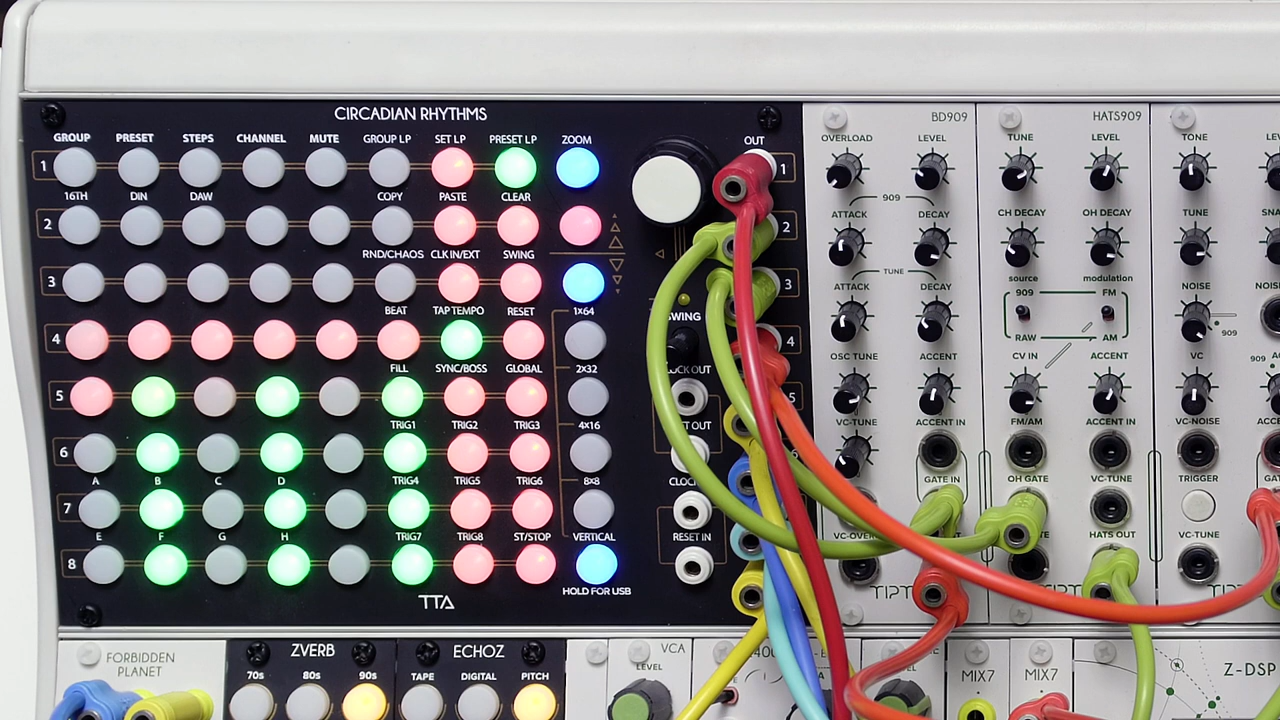 CIRCADIAN RHYTHMS
GROUP PRESET STEPS CHANNEL MUTE GROUP LP SET LP PRESET LP ZOOM
1
16TH DIN DAW COPY PASTE CLEAR
2
RND/CHAOS CLK IN/EXT SWING
3
BEAT TAP TEMPO RESET 1X64
4
FILL SYNC/BOSS GLOBAL 2X32
5
TRIG1 TRIG2 TRIG3 4X16
6
A B C D TRIG4 TRIG5 TRIG6 8X8
7
E F G H TRIG7 TRIG8 ST/STOP VERTICAL
8
HOLD FOR USB
TTA
OUT
1
2
3
4
5
RESET IN
BD909
OVERLOAD LEVEL
909
ATTACK DECAY
TUNE
ATTACK DECAY
OSC TUNE ACCENT
VC-TUNE ACCENT IN
GATE IN
HATS909
TUNE LEVEL
CH DECAY OH DECAY
source modulation
909 FM
RAW AM
CV IN ACCENT
FM/AM ACCENT IN
OH GATE VC-TUNE
HATS OUT
TONE
TUNE
NOISE
909
VC
VC-NOISE
TRIGGER
VC-TUNE
FORBIDDEN
PLANET
ZVERB
70s 80s 90s
ECHOZ
TAPE DIGITAL PITCH
VCA
LEVEL
MIX7
MIX7
Z-DSP